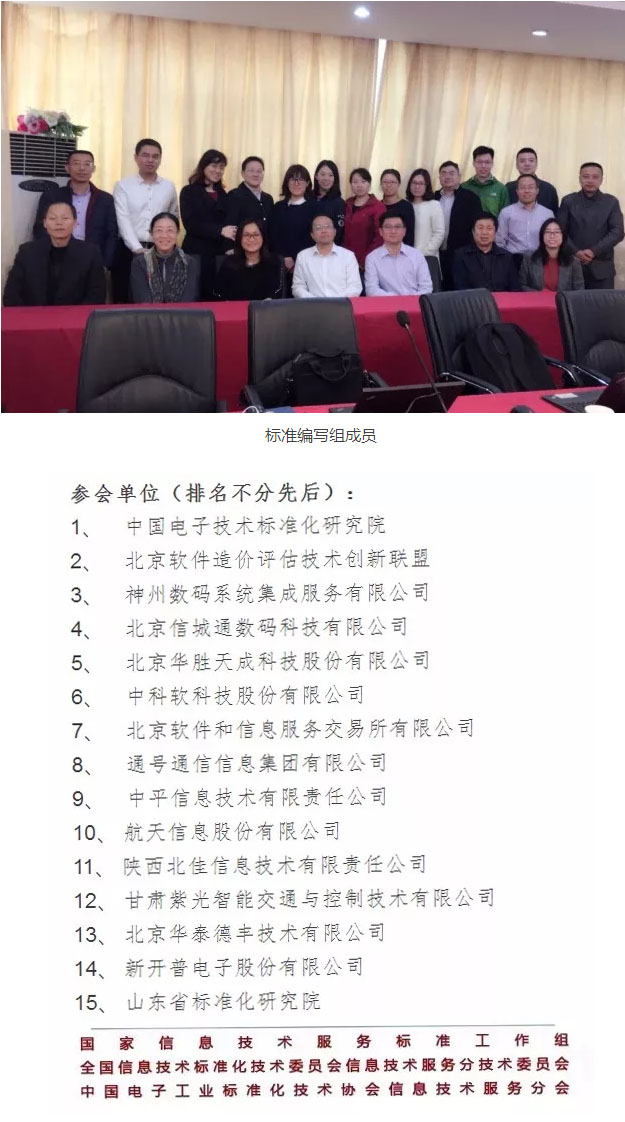 标准编写组成员
参会单位（排名不分先后）：
1、 中国电子技术标准化研究院
2、 北京软件造价评估技术创新联盟
3、 神州数码系统集成服务有限公司
4、 北京信城通数码科技有限公司
5、 北京华胜天成科技股份有限公司
6、 中科软科技股份有限公司
7、 北京软件和信息服务交易所有限公司
8、 通号通信信息集团有限公司
9、 中平信息技术有限责任公司
10、 航天信息股份有限公司
11、 陕西北佳信息技术有限责任公司
12、 甘肃紫光智能交通与控制技术有限公司
13、 北京华泰德丰技术有限公司
14、 新开普电子股份有限公司
15、 山东省标准化研究院
国家信息技术服务标准工作组
全国信息技术标准化技术委员会信息技术服务分技术委员会
中国电子工业标准化技术协会信息技术服务分会